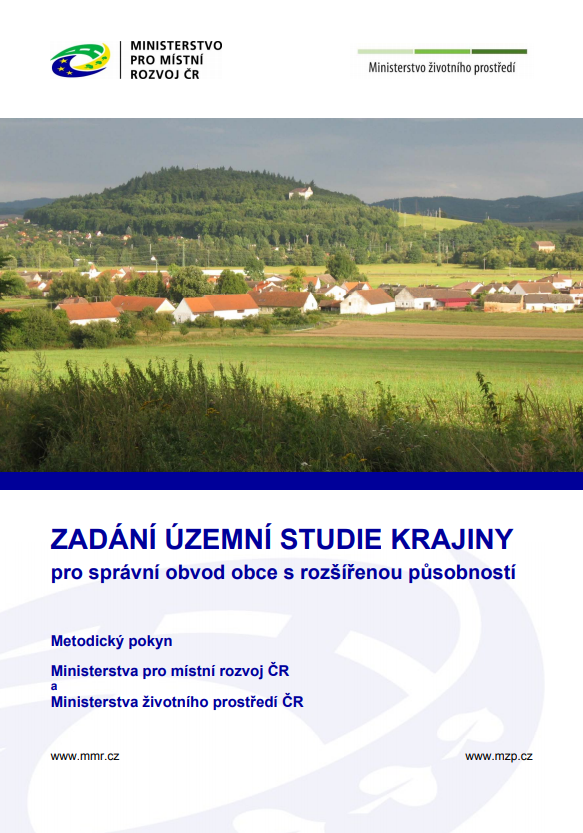 MINISTERSTVO
PRO MÍSTNÍ
ROZVOJ ČR
Ministerstvo životního prostředí
ZADÁNÍ ÚZEMNÍ STUDIE KRAJINY
pro správní obvod obce s rozšířenou působností
Metodický pokyn
Ministerstva pro místní rozvoj ČR
a
Ministerstva životního prostředí ČR
www.mmr.cz
www.mzp.cz